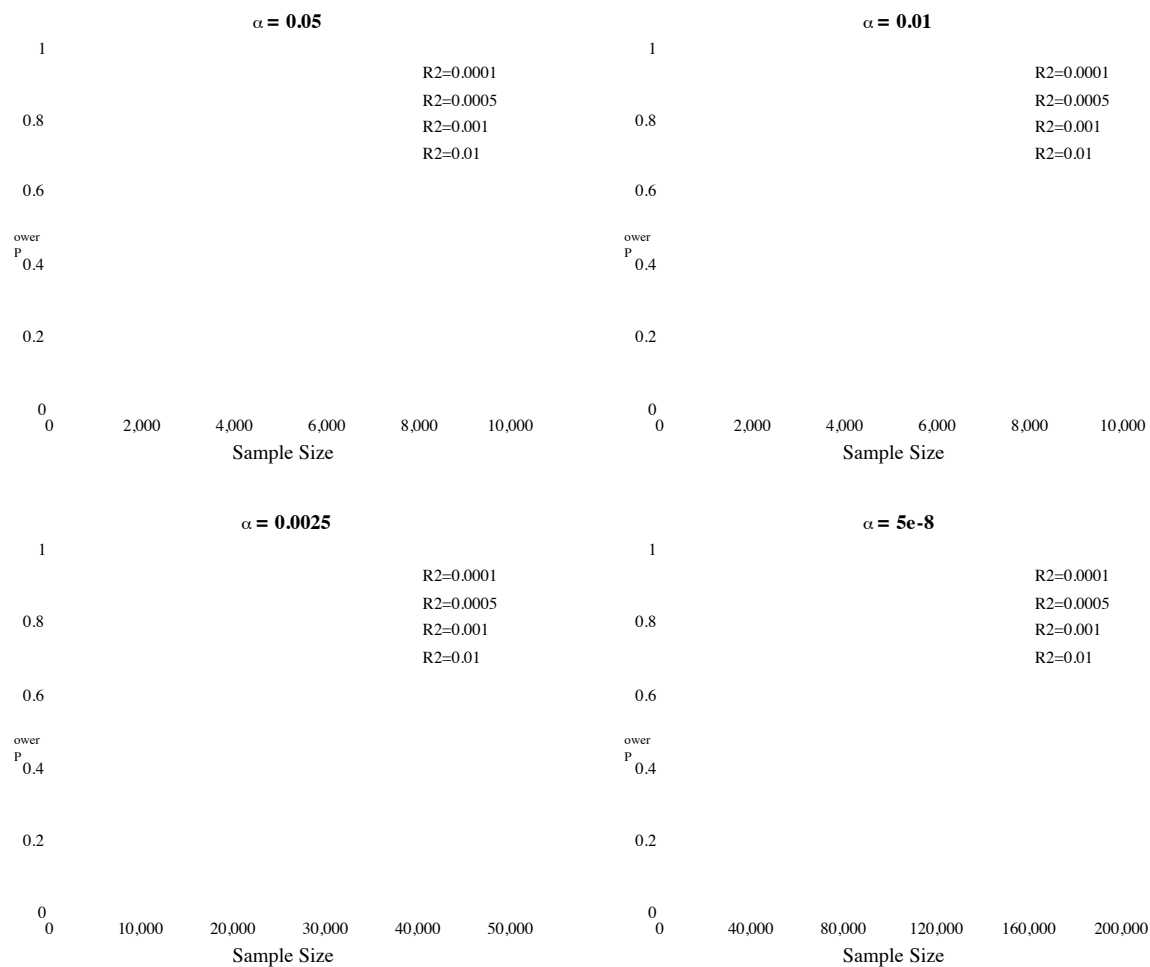 α = 0.05
1
R2=0.0001
R2=0.0005
0.8
R2=0.001
R2=0.01
0.6
ower
P
0.4
0.2
0
0 2,000 4,000 6,000 8,000 10,000
Sample Size
α = 0.01
1
R2=0.0001
R2=0.0005
0.8
R2=0.001
R2=0.01
0.6
ower
P
0.4
0.2
0
0 2,000 4,000 6,000 8,000 10,000
Sample Size
α = 0.0025
1
R2=0.0001
R2=0.0005
0.8
R2=0.001
R2=0.01
0.6
ower
P
0.4
0.2
0
0 10,000 20,000 30,000 40,000 50,000
Sample Size
α = 5e-8
1
R2=0.0001
R2=0.0005
0.8
R2=0.001
R2=0.01
0.6
ower
P
0.4
0.2
0
0 40,000 80,000 120,000 160,000 200,000
Sample Size